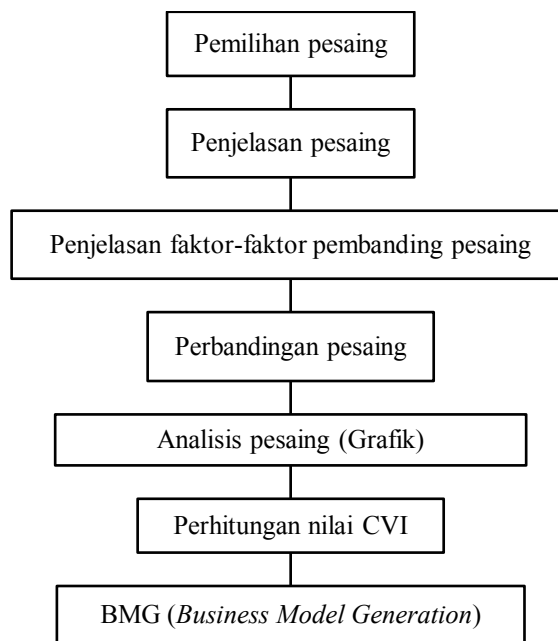 Pemilihan pesaing
Penjelasan pesaing
Penjelasan faktor-faktor pembanding pesaing
Perbandingan pesaing
Analisis pesaing (Grafik)
Perhitungan nilai CVI
BMG (Business Model Generation)